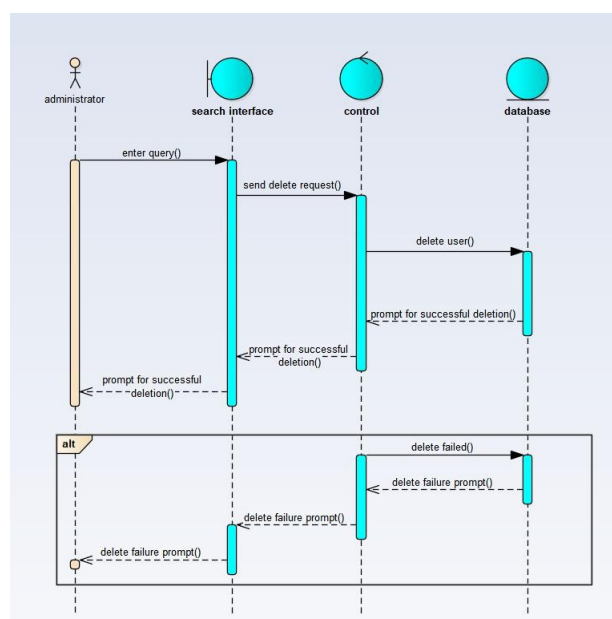 administrator
search interface
control
database
enter query()
send delete request()
delete user()
prompt for successful deletion()
prompt for successful
deletion()
prompt for successful
deletion()
alt
delete failed()
delete failure prompt()
delete failure prompt()
delete failure prompt()